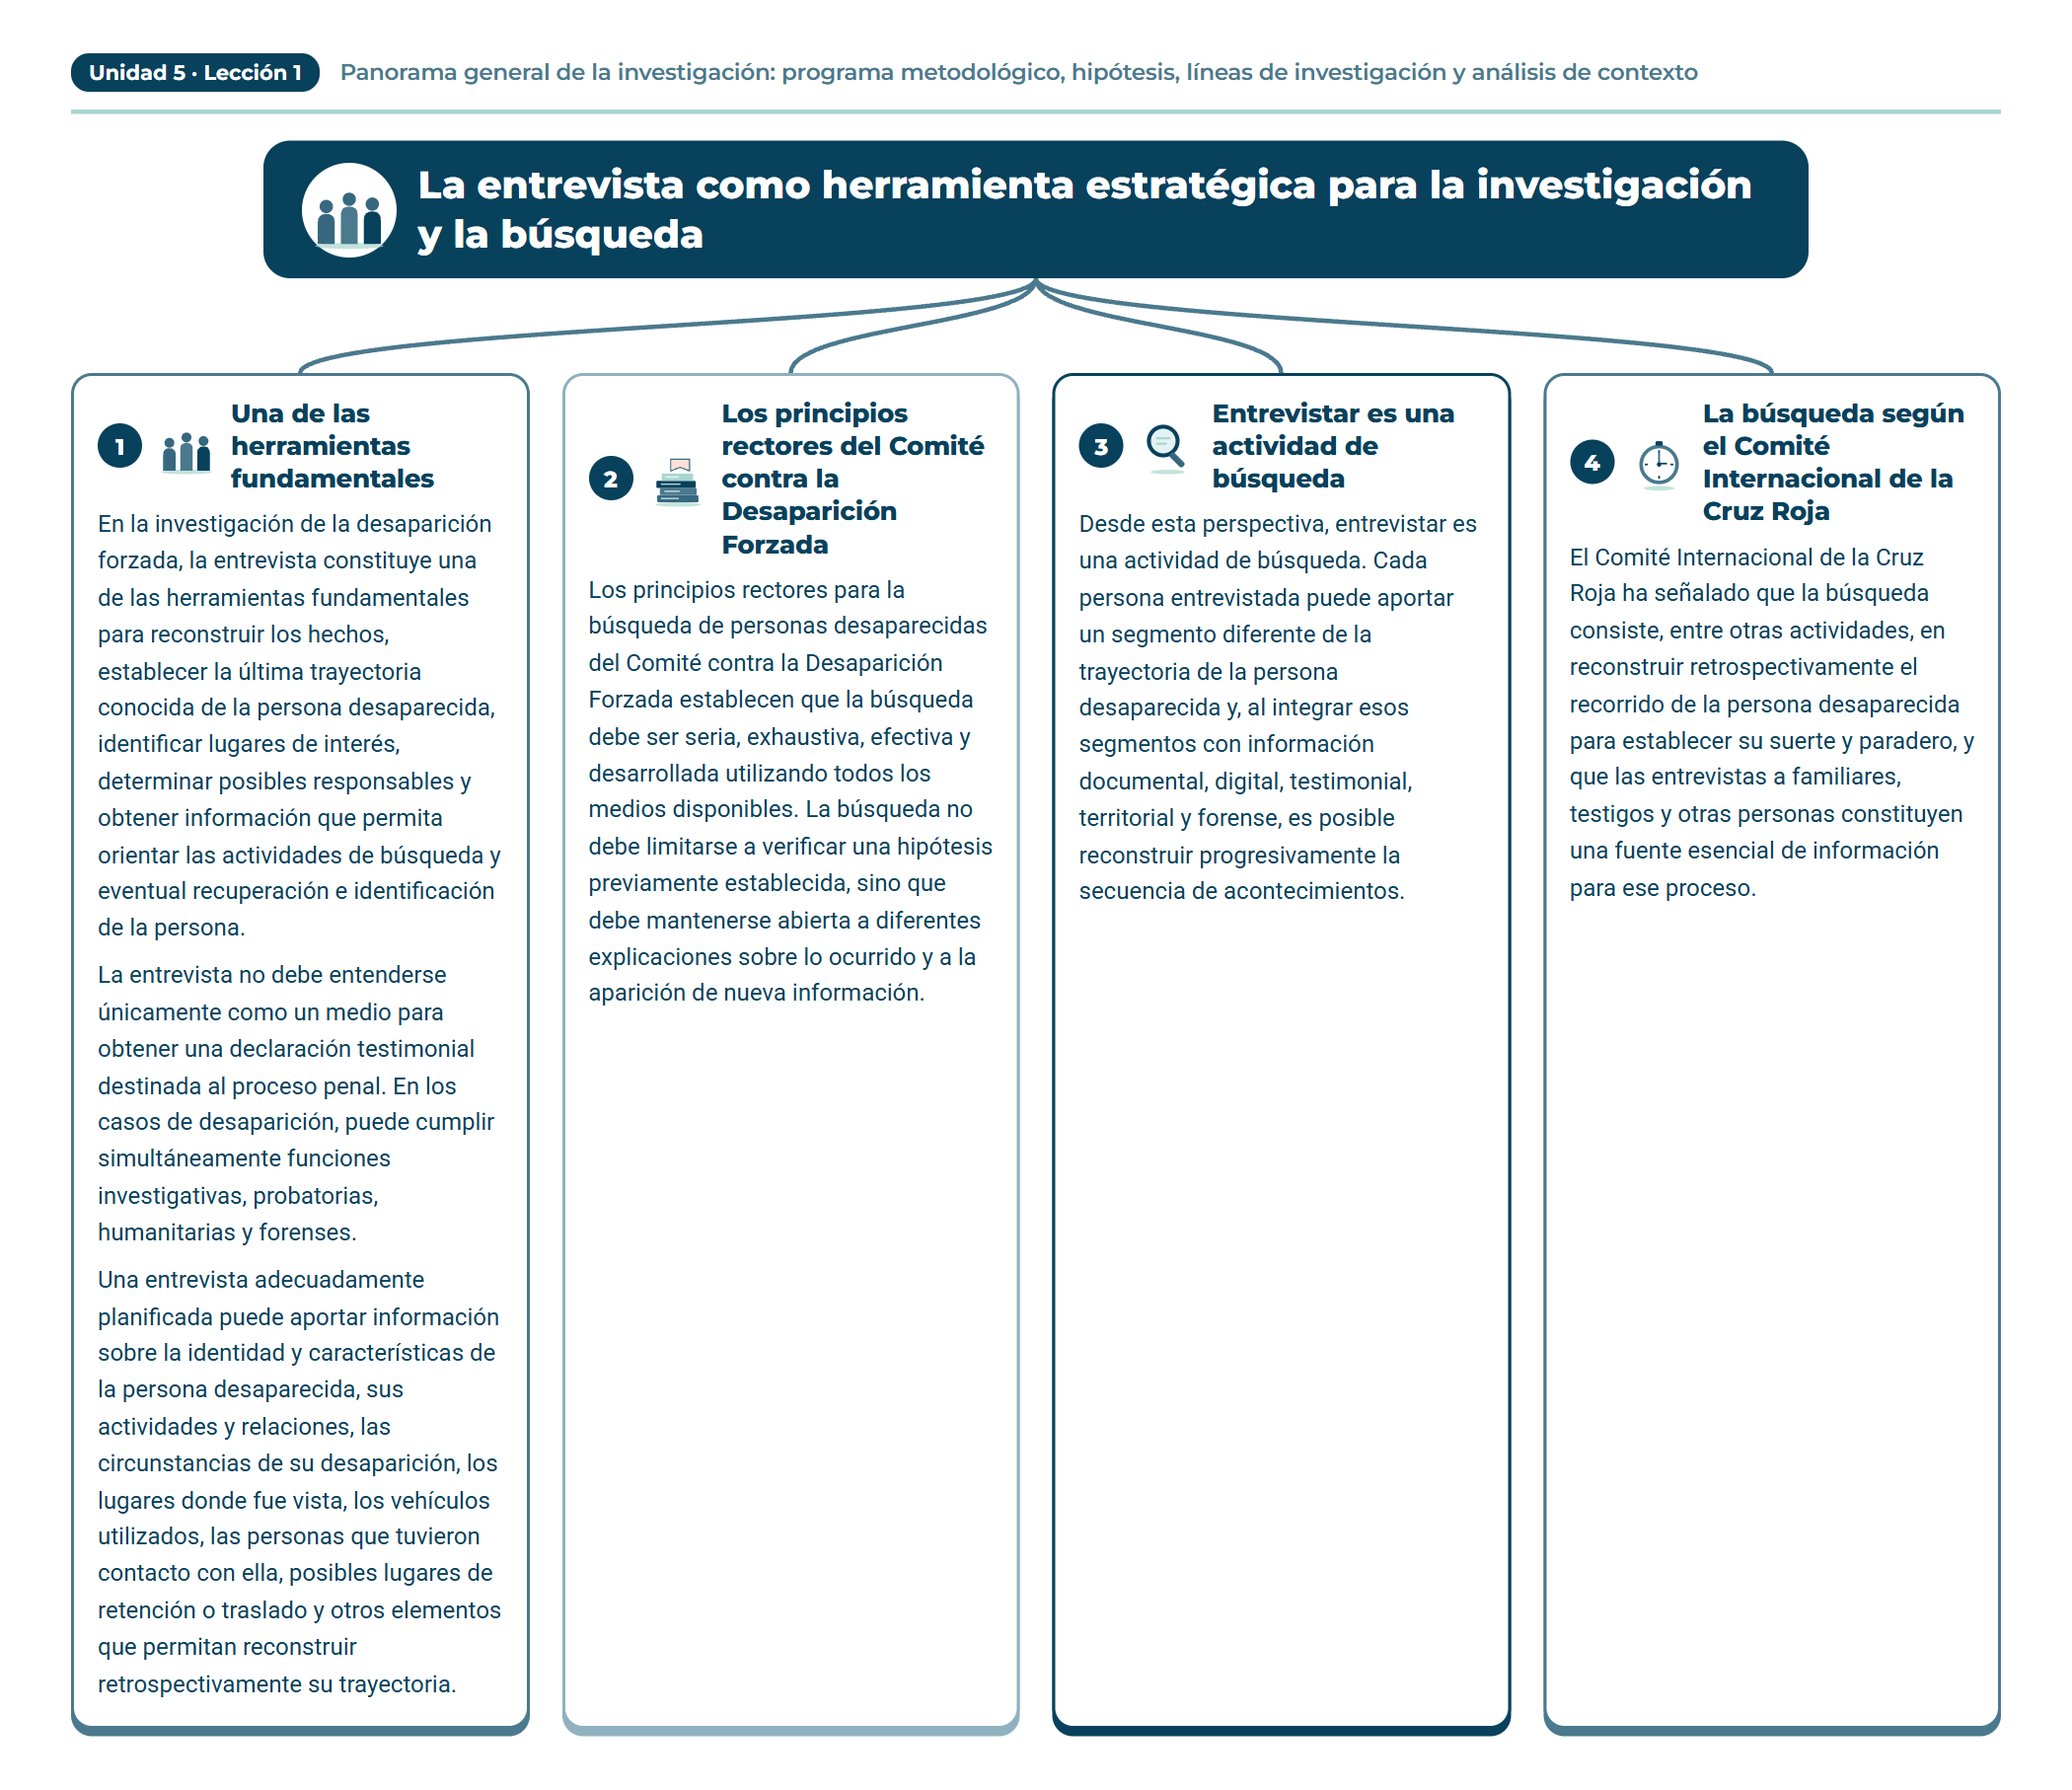 Unidad 5 · Lección 1
Panorama general de la investigación: programa metodológico, hipótesis, líneas de investigación y análisis de contexto
La entrevista como herramienta estratégica para la investigación
y la búsqueda
1
Una de las
herramientas
fundamentales
En la investigación de la desaparición
forzada, la entrevista constituye una
de las herramientas fundamentales
para reconstruir los hechos,
establecer la última trayectoria
conocida de la persona desaparecida,
identificar lugares de interés,
determinar posibles responsables y
obtener información que permita
orientar las actividades de búsqueda y
eventual recuperación e identificación
de la persona.
La entrevista no debe entenderse
únicamente como un medio para
obtener una declaración testimonial
destinada al proceso penal. En los
casos de desaparición, puede cumplir
simultáneamente funciones
investigativas, probatorias,
humanitarias y forenses.
Una entrevista adecuadamente
planificada puede aportar información
sobre la identidad y características de
la persona desaparecida, sus
actividades y relaciones, las
circunstancias de su desaparición, los
lugares donde fue vista, los vehículos
utilizados, las personas que tuvieron
contacto con ella, posibles lugares de
retención o traslado y otros elementos
que permitan reconstruir
retrospectivamente su trayectoria.
2
Los principios
rectores del Comité
contra la
Desaparición
Forzada
Los principios rectores para la
búsqueda de personas desaparecidas
del Comité contra la Desaparición
Forzada establecen que la búsqueda
debe ser seria, exhaustiva, efectiva y
desarrollada utilizando todos los
medios disponibles. La búsqueda no
debe limitarse a verificar una hipótesis
previamente establecida, sino que
debe mantenerse abierta a diferentes
explicaciones sobre lo ocurrido y a la
aparición de nueva información.
3
Entrevistar es una
actividad de
búsqueda
Desde esta perspectiva, entrevistar es
una actividad de búsqueda. Cada
persona entrevistada puede aportar
un segmento diferente de la
trayectoria de la persona
desaparecida y, al integrar esos
segmentos con información
documental, digital, testimonial,
territorial y forense, es posible
reconstruir progresivamente la
secuencia de acontecimientos.
4
La búsqueda según
el Comité
Internacional de la
Cruz Roja
El Comité Internacional de la Cruz
Roja ha señalado que la búsqueda
consiste, entre otras actividades, en
reconstruir retrospectivamente el
recorrido de la persona desaparecida
para establecer su suerte y paradero, y
que las entrevistas a familiares,
testigos y otras personas constituyen
una fuente esencial de información
para ese proceso.